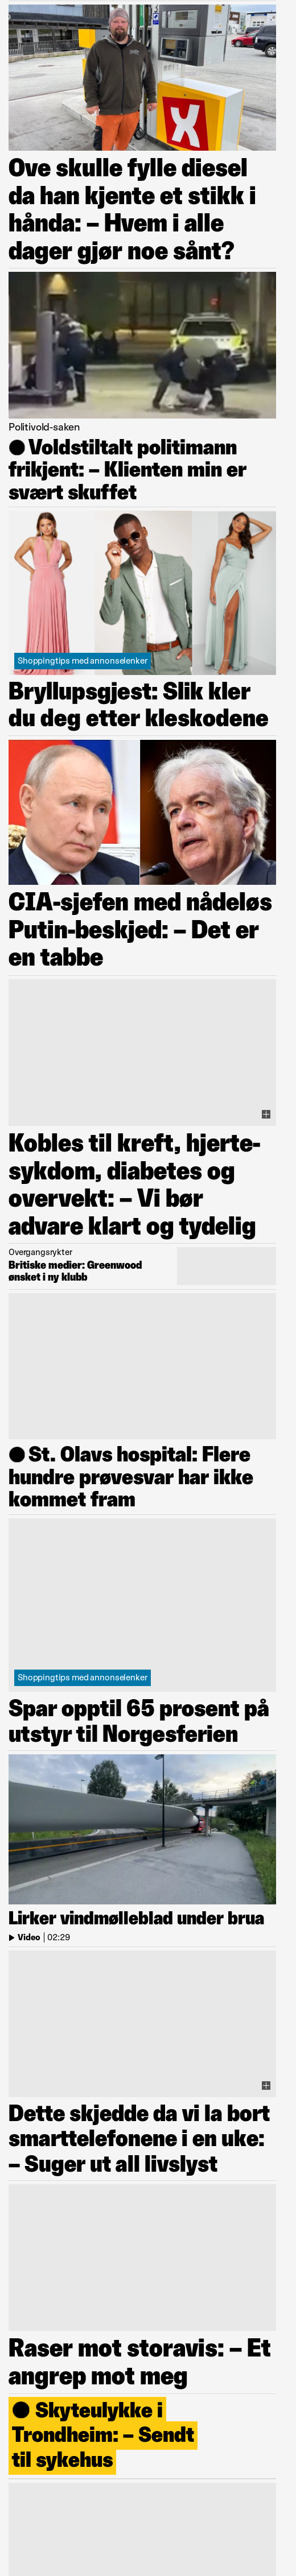 Ove skulle fylle diesel
da han kjente et stikk i
hånda: – Hvem i alle
dager gjør noe sånt?
Politivold-saken
Voldstiltalt politimann
frikjent: – Klienten min er
svært skuffet
Shoppingtips med annonselenker
Bryllupsgjest: Slik kler
du deg etter kleskodene
CIA-sjefen med nådeløs
Putin-beskjed: – Det er
en tabbe
Kobles til kreft, hjerte-
sykdom, diabetes og
overvekt: – Vi bør
advare klart og tydelig
Overgangsrykter
Britiske medier: Greenwood
ønsket i ny klubb
St. Olavs hospital: Flere
hundre prøvesvar har ikke
kommet fram
Shoppingtips med annonselenker
Spar opptil 65 prosent på
utstyr til Norgesferien
Lirker vindmølleblad under brua
Video | 02:29
Dette skjedde da vi la bort
smarttelefonene i en uke:
– Suger ut all livslyst
Raser mot storavis: – Et
angrep mot meg
Skyteulykke i
Trondheim: – Sendt
til sykehus